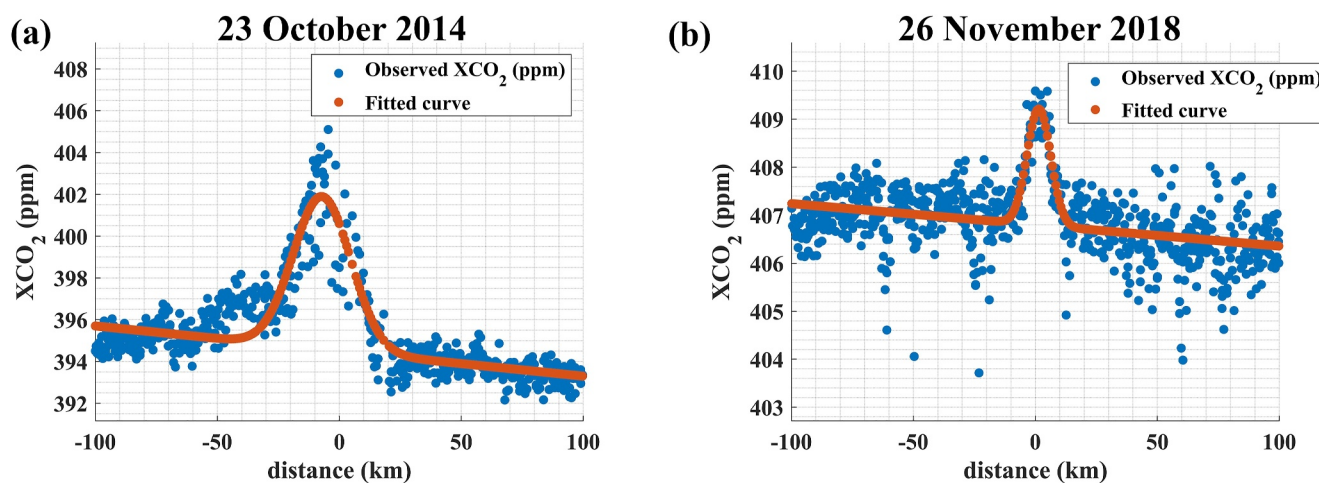 (a)
23 October 2014
408
406
404
402
400
398
396
394
392
XCO2 (ppm)
Observed XCO2 (ppm)
Fitted curve
-100
-50
0
50
100
distance (km)
(b)
26 November 2018
410
409
408
407
406
405
404
403
XCO2 (ppm)
Observed XCO2 (ppm)
Fitted curve
-100
-50
0
50
100
distance (km)